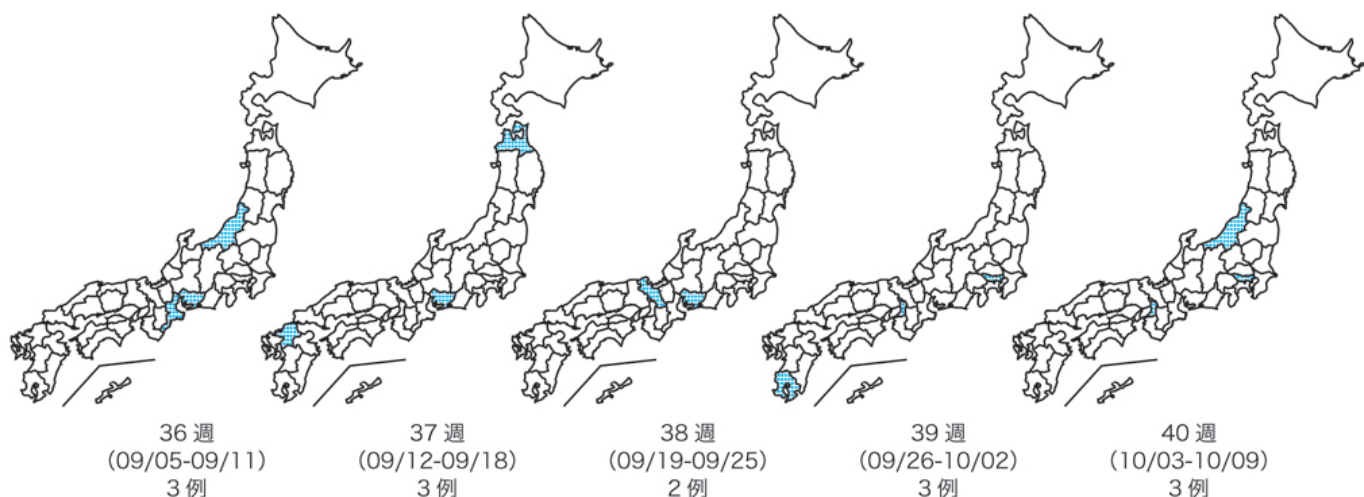 36 週
(09/05-09/11)
3 例
37 週
(09/12-09/18)
3 例
38 週
(09/19-09/25)
2 例
39 週
(09/26-10/02)
3 例
40 週
(10/03-10/09)
3 例